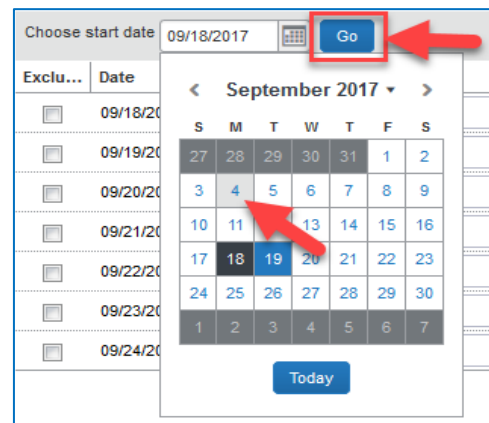 Choose start date 09/18/2017 Go
Exclu... Date
09/18/20
09/19/20
09/20/20
09/21/20
09/22/20
09/23/20
09/24/20
September 2017
S M T W T F S
27 28 29 30 31 1 2
3 4 5 6 7 8 9
10 11 13 14 15 16
17 18 19 20 21 22 23
24 25 26 27 28 29 30
1 2 3 4 5 6 7
Today